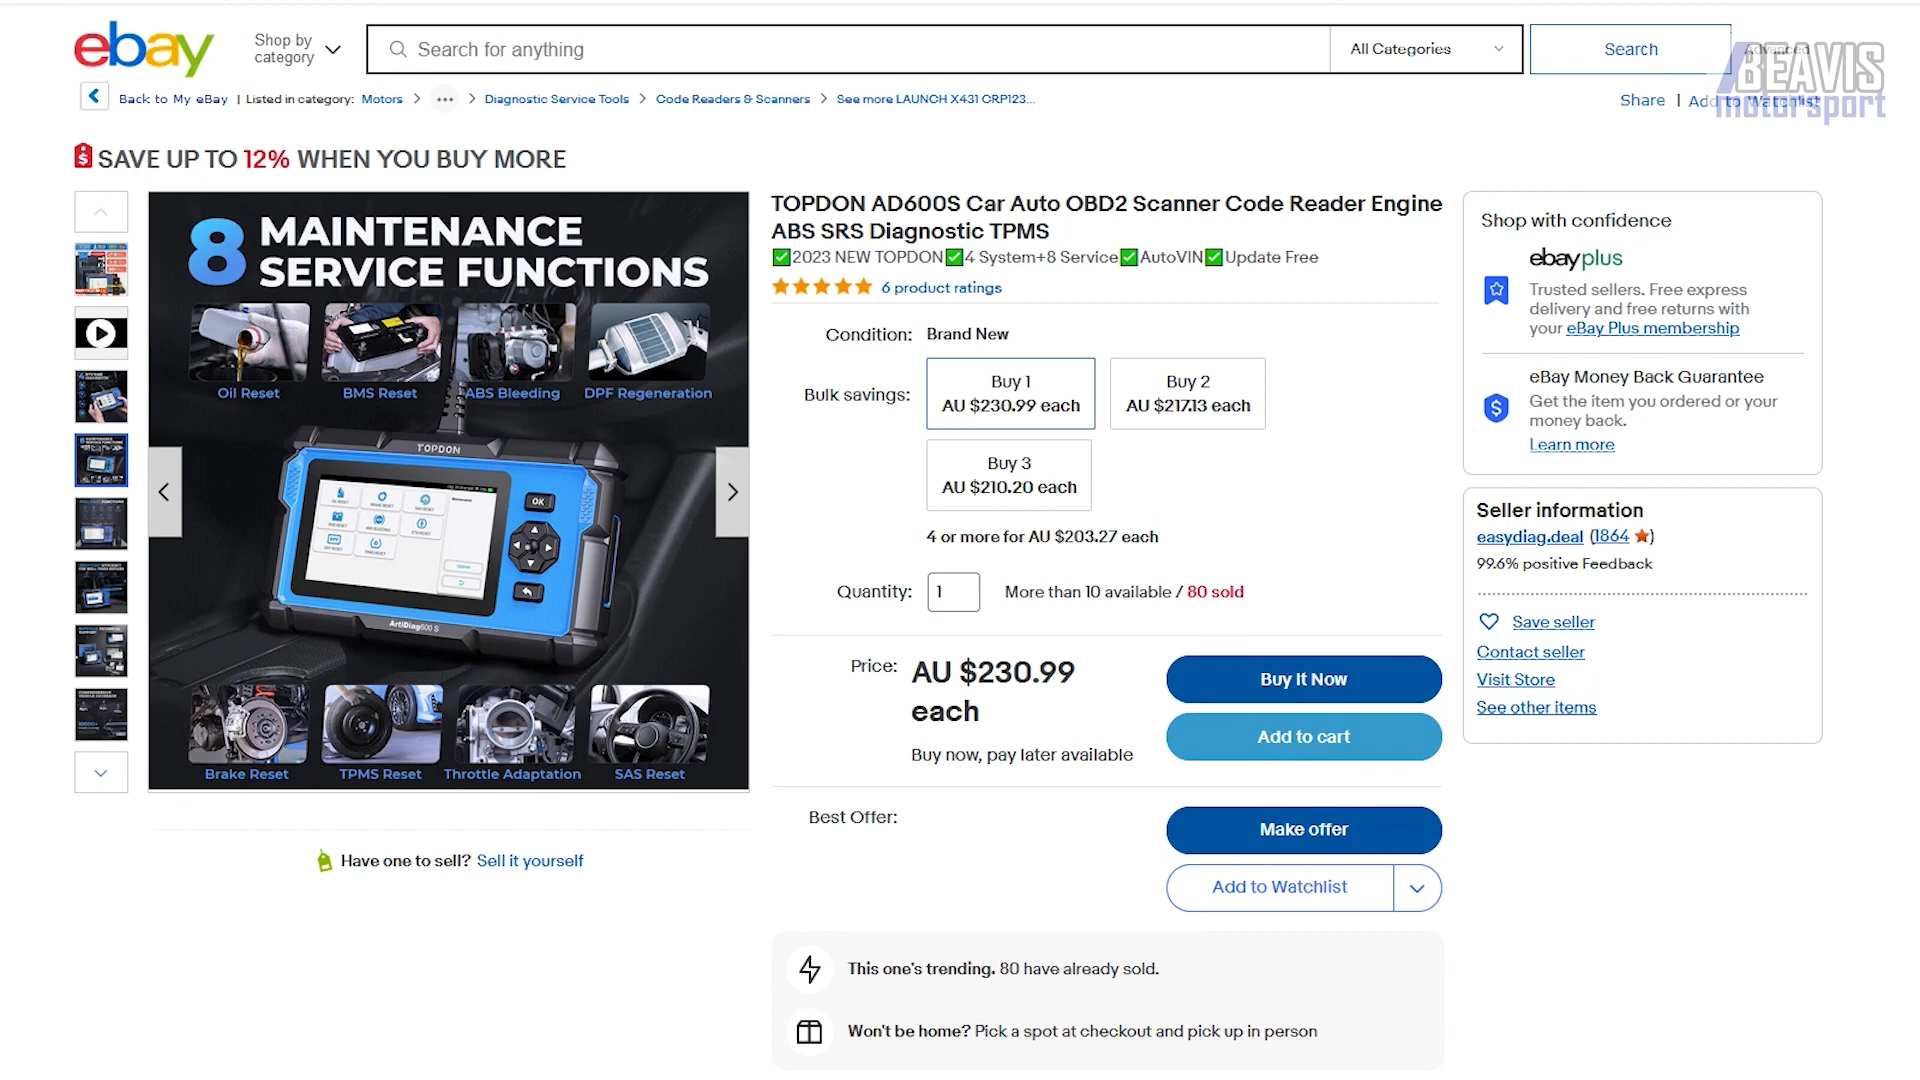 ebay
Shop by category
Search for anything
All Categories
Search
Advanced
BEAVIS
motorsport
Back to My eBay | Listed in category: Motors > ... > Diagnostic Service Tools > Code Readers & Scanners > See more LAUNCH X431 CRP123...
Share | Add to Watchlist
SAVE UP TO 12% WHEN YOU BUY MORE
8 MAINTENANCE
SERVICE FUNCTIONS
Oil Reset
BMS Reset
ABS Bleeding
DPF Regeneration
TOPDON
OK
ArtiDiag600 S
Brake Reset
TPMS Reset
Throttle Adaptation
SAS Reset
Have one to sell? Sell it yourself
TOPDON AD600S Car Auto OBD2 Scanner Code Reader Engine
ABS SRS Diagnostic TPMS
✅2023 NEW TOPDON✅4 System+8 Service✅AutoVIN✅Update Free
6 product ratings
Condition: Brand New
Bulk savings:
Buy 1
AU $230.99 each
Buy 2
AU $217.13 each
Buy 3
AU $210.20 each
4 or more for AU $203.27 each
Quantity: 1 More than 10 available / 80 sold
Price: AU $230.99
each
Buy now, pay later available
Buy It Now
Add to cart
Best Offer:
Make offer
Add to Watchlist
This one's trending. 80 have already sold.
Won't be home? Pick a spot at checkout and pick up in person
Shop with confidence
ebayplus
Trusted sellers. Free express
delivery and free returns with
your eBay Plus membership
eBay Money Back Guarantee
Get the item you ordered or your
money back.
Learn more
Seller information
easydiag.deal (1864 ★)
99.6% positive Feedback
Save seller
Contact seller
Visit Store
See other items